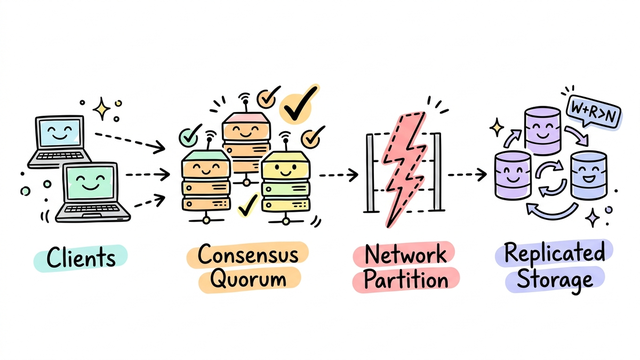 W+R>N
Clients
Consensus
Quorum
Network
Partition
Replicated
Storage